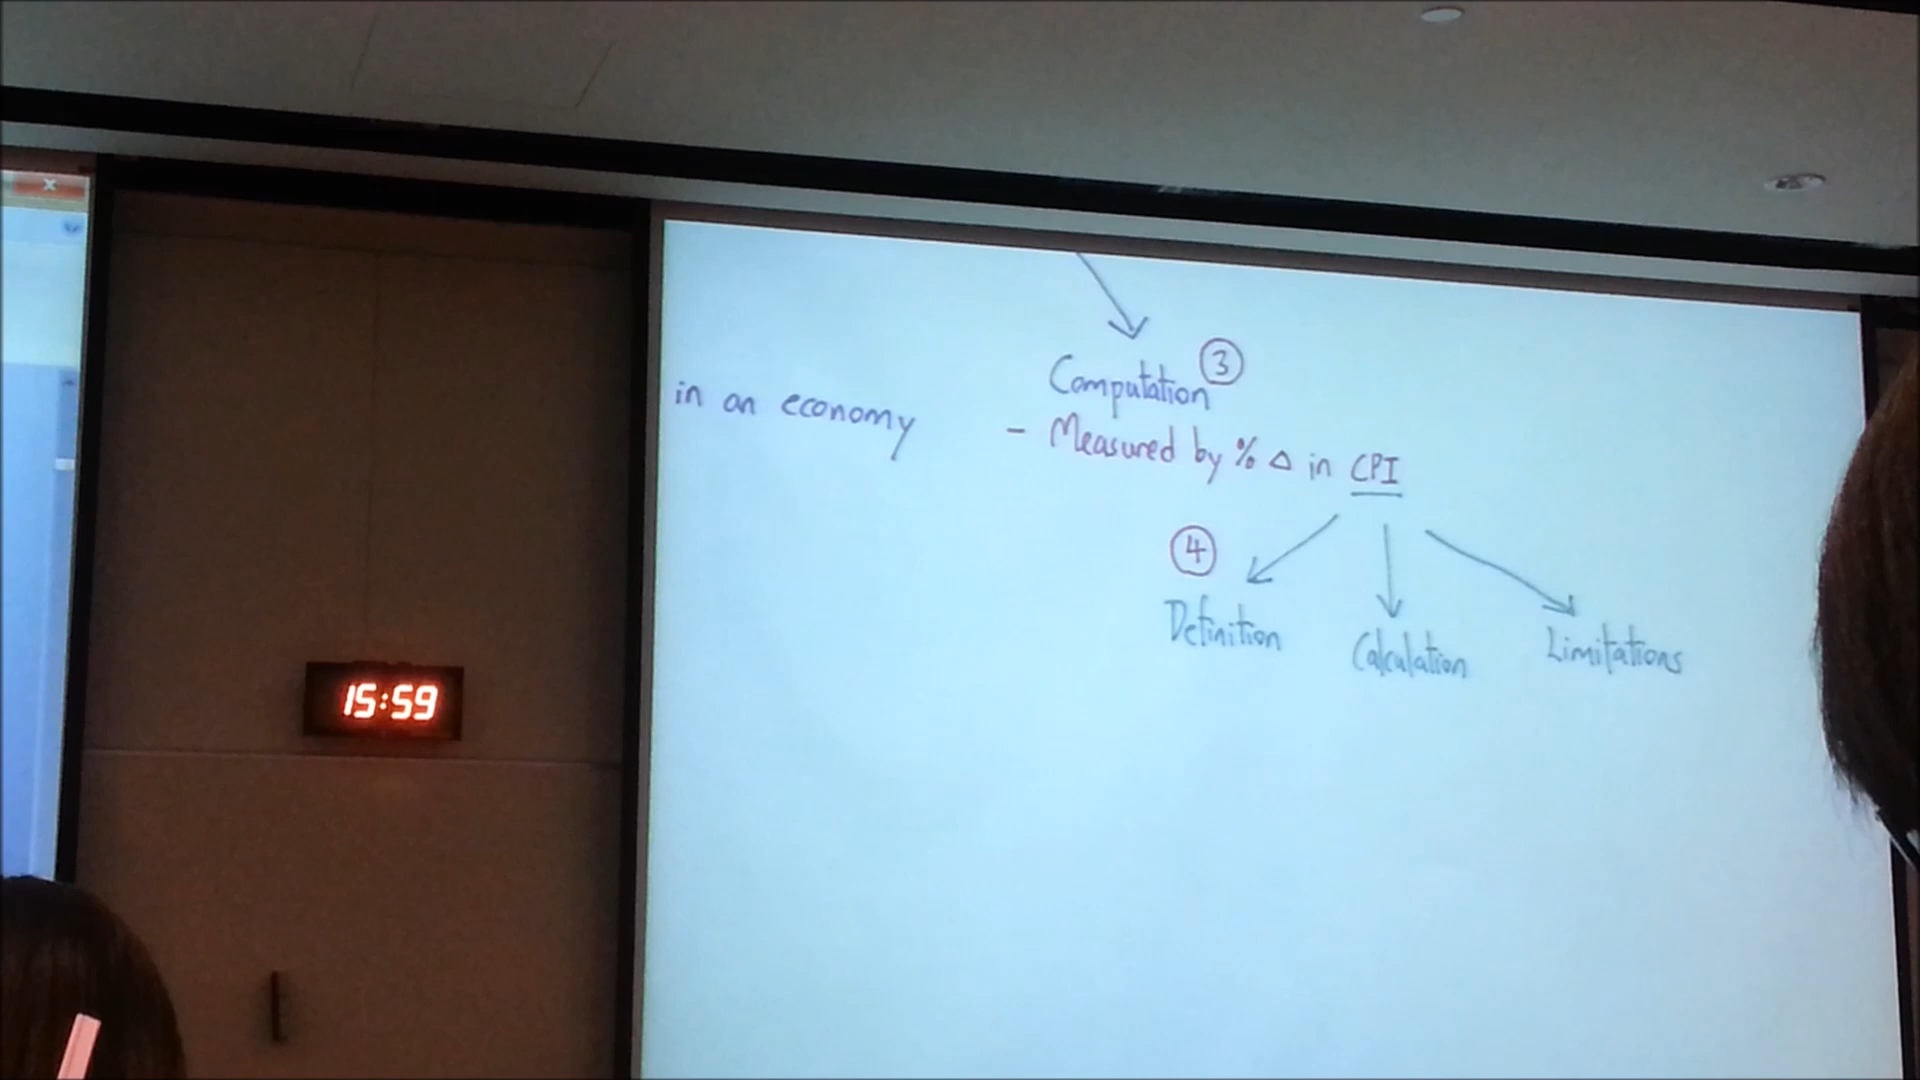 Computation ③
in an economy
- Measured by % Δ in CPI
④
Definition
Calculation
Limitations
15:59